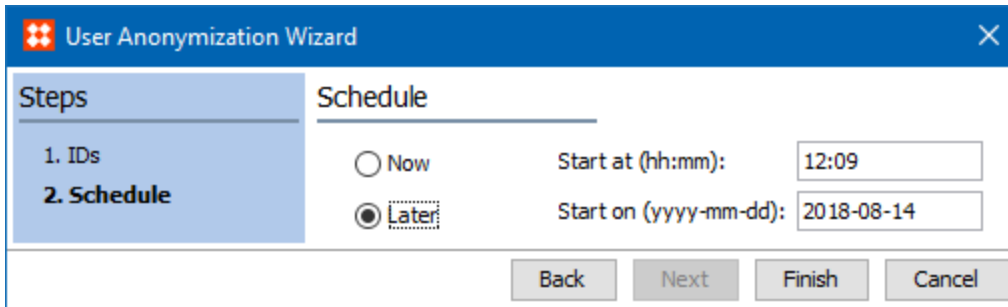 User Anonymization Wizard
Steps
1. IDs
2. Schedule
Schedule
Now
Start at (hh:mm): 12:09
Later
Start on (yyyy-mm-dd): 2018-08-14
Back Next Finish Cancel